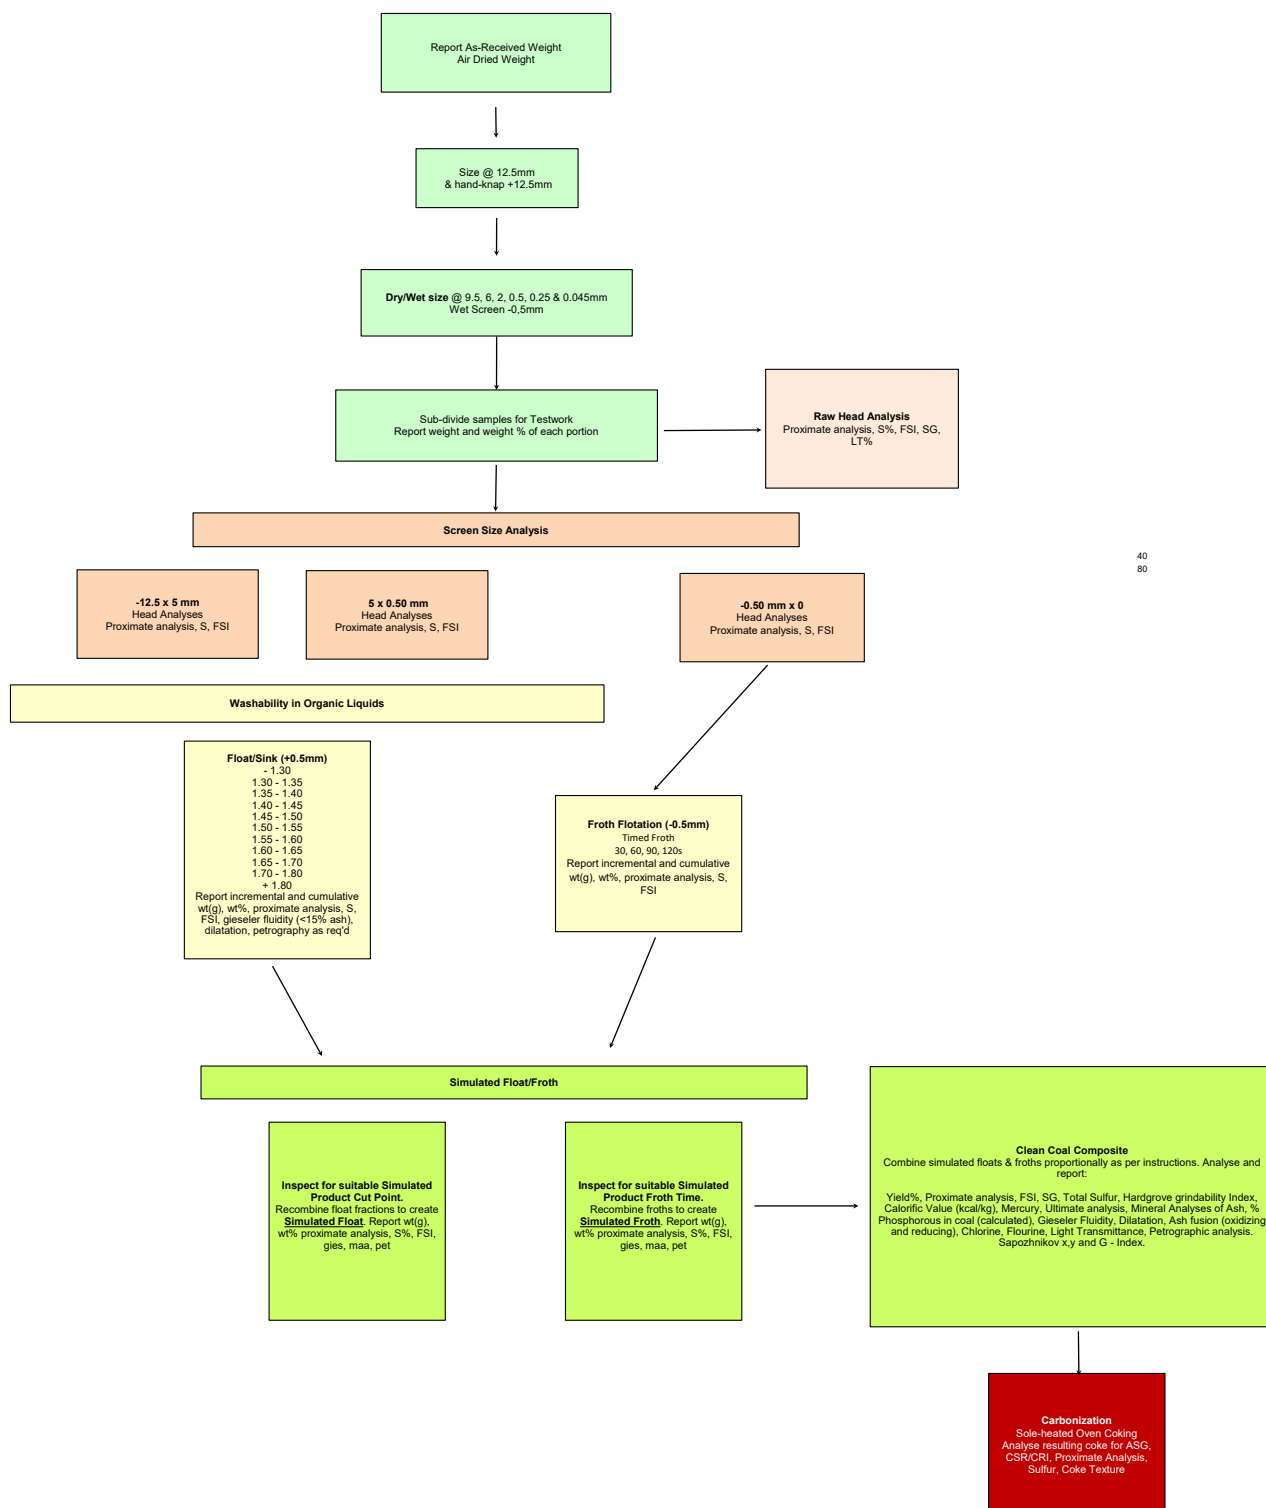 Report As-Received Weight
Air Dried Weight
Size @ 12.5mm
& hand-knap +12.5mm
Dry/Wet size @ 9.5, 6, 2, 0.5, 0.25 & 0.045mm
Wet Screen -0,5mm
Sub-divide samples for Testwork
Report weight and weight % of each portion
Raw Head Analysis
Proximate analysis, S%, FSI, SG,
LT%
Screen Size Analysis
40
80
-12.5 x 5 mm
Head Analyses
Proximate analysis, S, FSI
5 x 0.50 mm
Head Analyses
Proximate analysis, S, FSI
-0.50 mm x 0
Head Analyses
Proximate analysis, S, FSI
Washability in Organic Liquids
Float/Sink (+0.5mm)
- 1.30
1.30 - 1.35
1.35 - 1.40
1.40 - 1.45
1.45 - 1.50
1.50 - 1.55
1.55 - 1.60
1.60 - 1.65
1.65 - 1.70
1.70 - 1.80
+ 1.80
Report incremental and cumulative
wt(g), wt%, proximate analysis, S,
FSI, gieseler fluidity (<15% ash),
dilatation, petrography as req'd
Froth Flotation (-0.5mm)
Timed Froth
30, 60, 90, 120s
Report incremental and cumulative
wt(g), wt%, proximate analysis, S,
FSI
Simulated Float/Froth
Inspect for suitable Simulated
Product Cut Point.
Recombine float fractions to create
Simulated Float. Report wt(g),
wt% proximate analysis, S%, FSI,
gies, maa, pet
Inspect for suitable Simulated
Product Froth Time.
Recombine froths to create
Simulated Froth. Report wt(g),
wt% proximate analysis, S%, FSI,
gies, maa, pet
Clean Coal Composite
Combine simulated floats & froths proportionally as per instructions. Analyse and
report:
Yield%, Proximate analysis, FSI, SG, Total Sulfur, Hardgrove grindability Index,
Calorific Value (kcal/kg), Mercury, Ultimate analysis, Mineral Analyses of Ash, %
Phosphorous in coal (calculated), Gieseler Fluidity, Dilatation, Ash fusion (oxidizing
and reducing), Chlorine, Flourine, Light Transmittance, Petrographic analysis.
Sapozhnikov x,y and G - Index.
Carbonization
Sole-heated Oven Coking
Analyse resulting coke for ASG,
CSR/CRI, Proximate Analysis,
Sulfur, Coke Texture